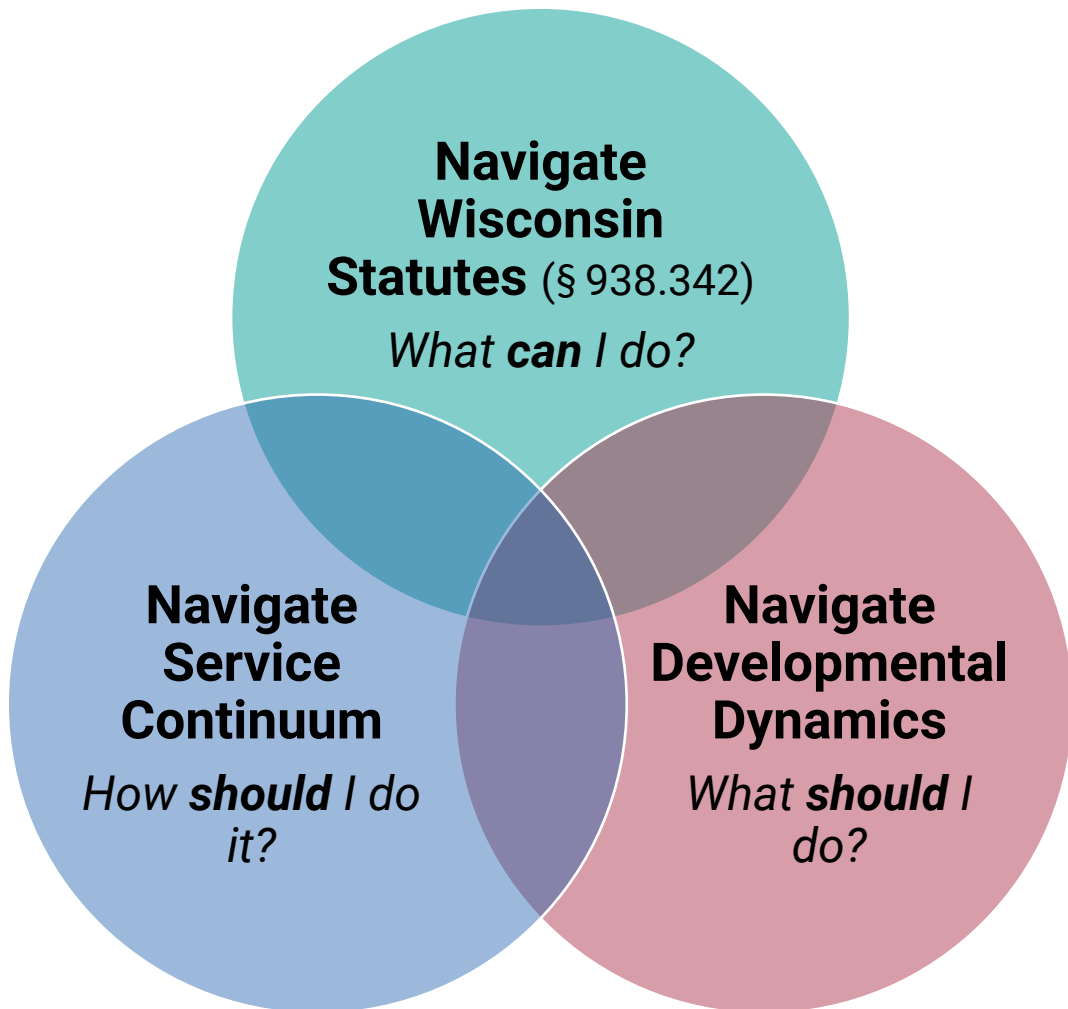 Navigate
Wisconsin
Statutes (§ 938.342)
What can I do?
Navigate
Service
Continuum
How should I do
it?
Navigate
Developmental
Dynamics
What should I
do?